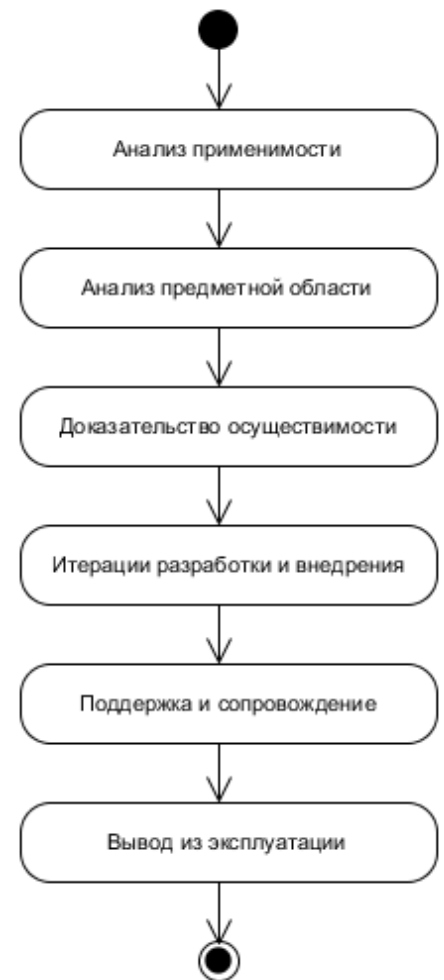 Анализ применимости
Анализ предметной области
Доказательство осуществимости
Итерации разработки и внедрения
Поддержка и сопровождение
Вывод из эксплуатации